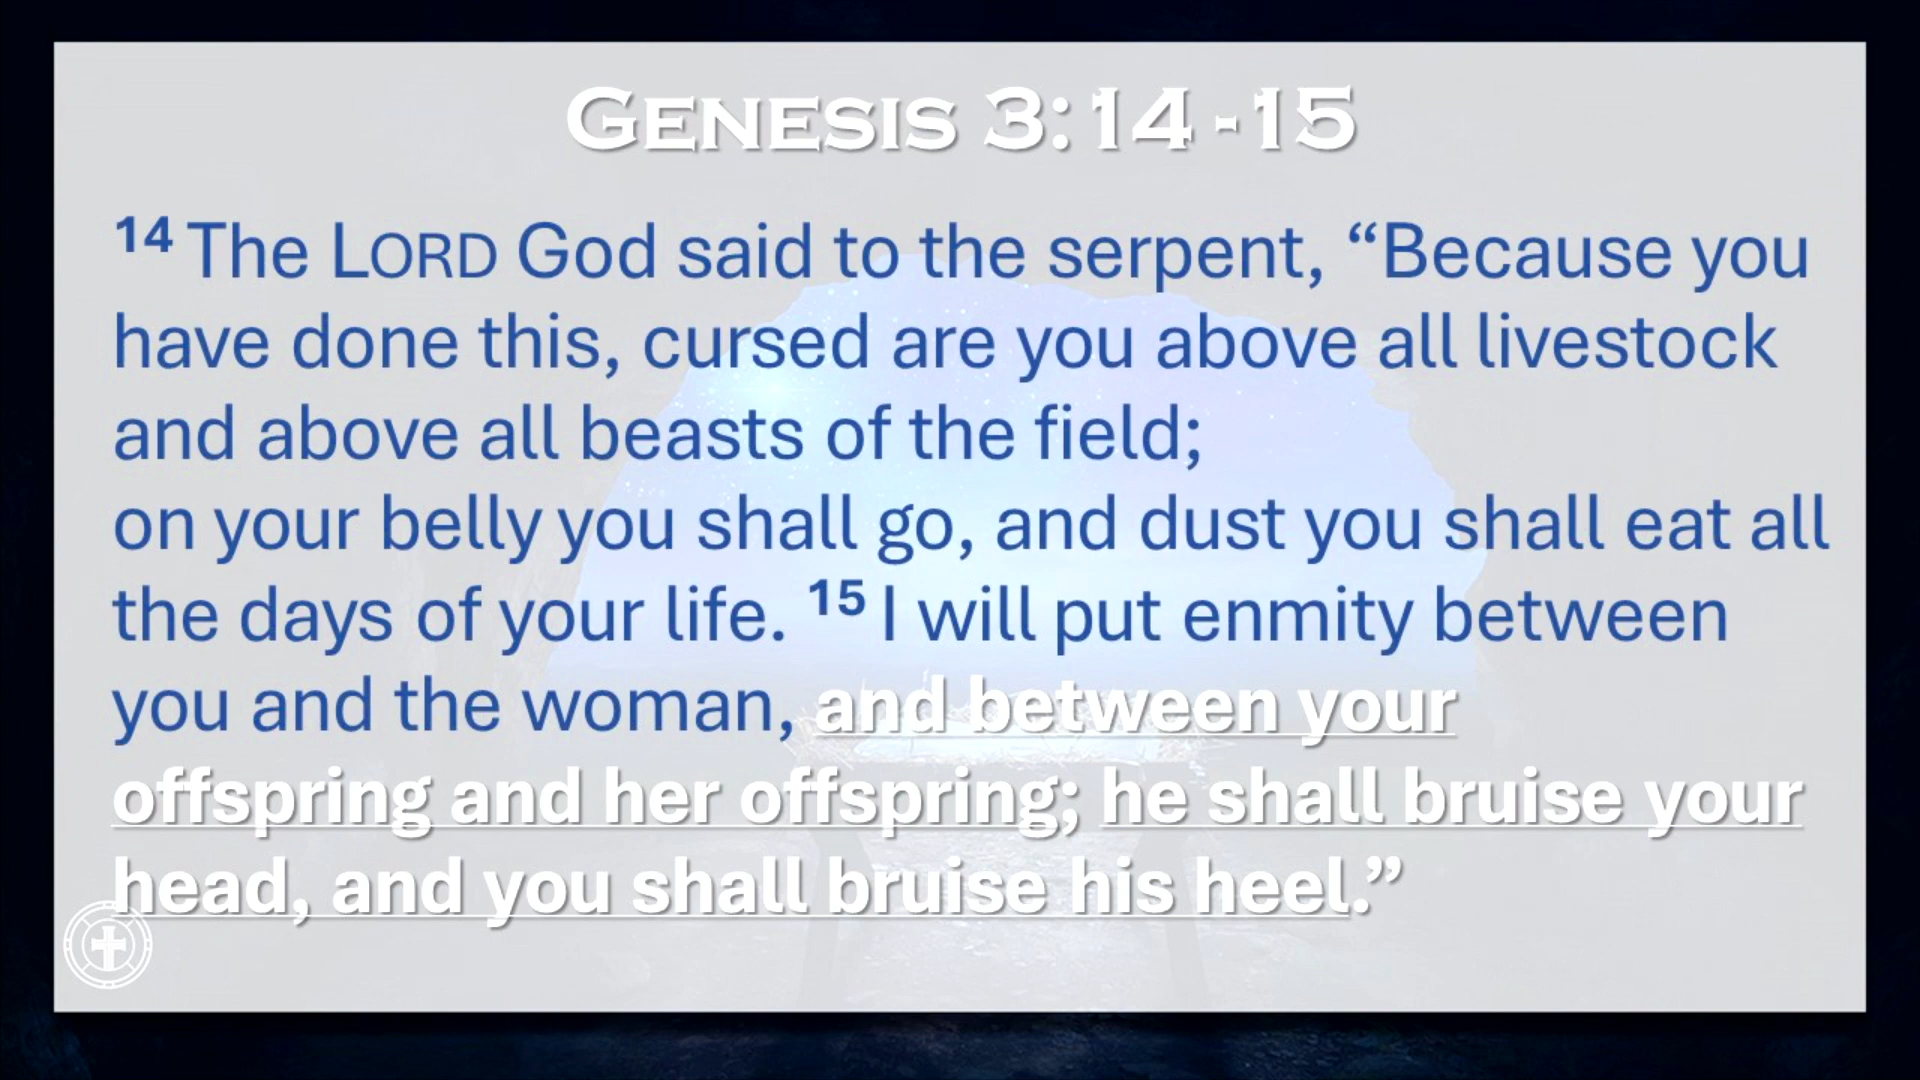 Genesis 3:14-15
14 The LORD God said to the serpent, “Because you
have done this, cursed are you above all livestock
and above all beasts of the field;
on your belly you shall go, and dust you shall eat all
the days of your life. 15 I will put enmity between
you and the woman, and between your
offspring and her offspring; he shall bruise your
head, and you shall bruise his heel.”